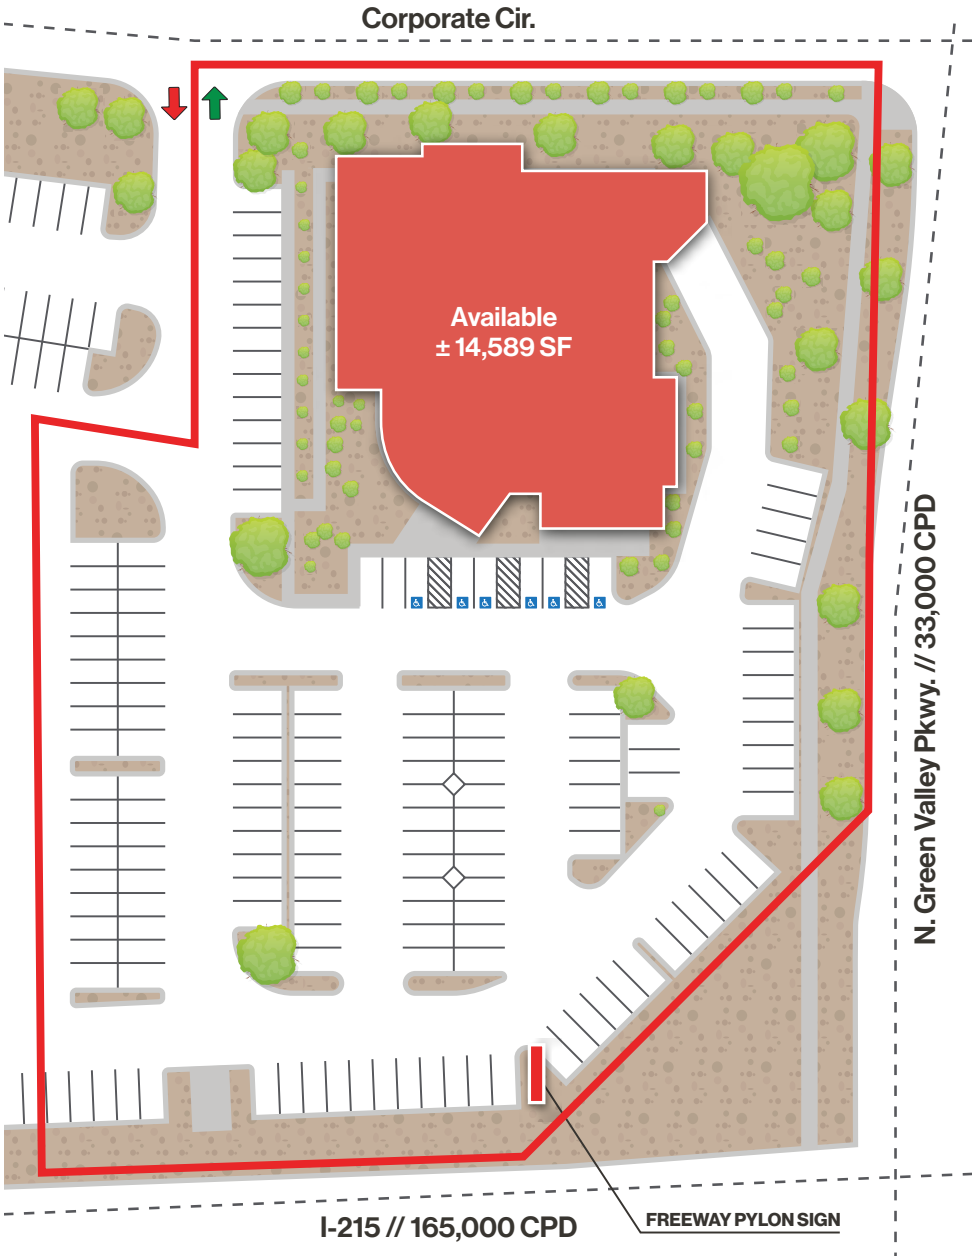 Corporate Cir.
Available
± 14,589 SF
N. Green Valley Pkwy. // 33,000 CPD
FREEWAY PYLON SIGN
I-215 // 165,000 CPD